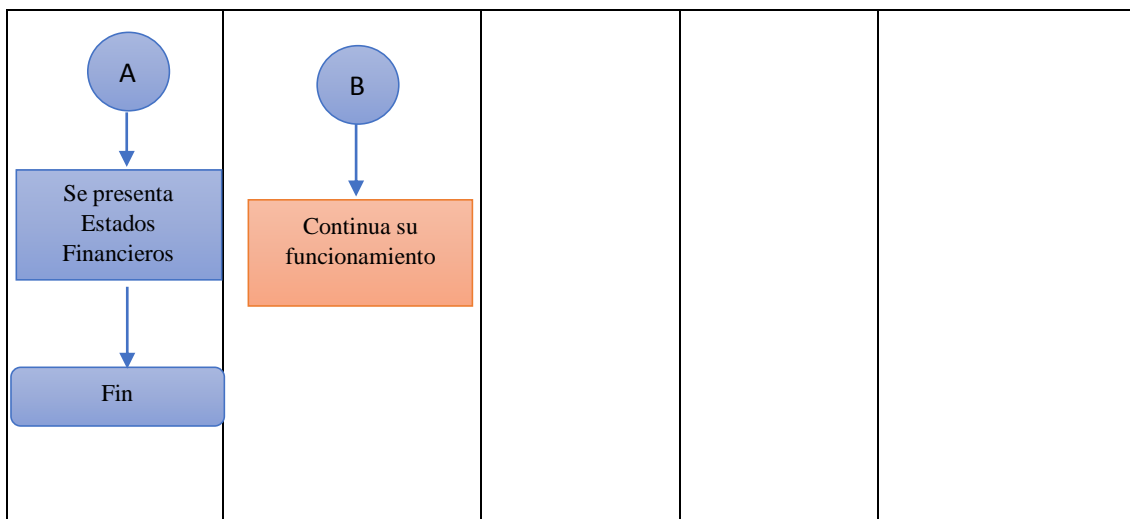 A
Se presenta
Estados
Financieros
Fin
B
Continua su
funcionamiento